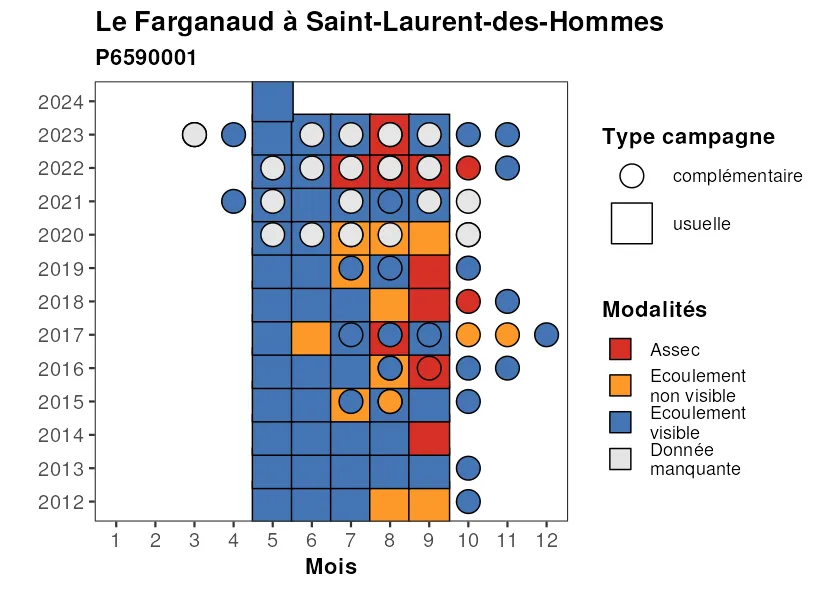 Le Farganaud à Saint-Laurent-des-Hommes
P6590001
2024
2023
2022
2021
2020
2019
2018
2017
2016
2015
2014
2013
2012
1 2 3 4 5 6 7 8 9 10 11 12
Mois
Type campagne
complémentaire
usuelle
Modalités
Assec
Ecoulement
non visible
Ecoulement
visible
Donnée
manquante